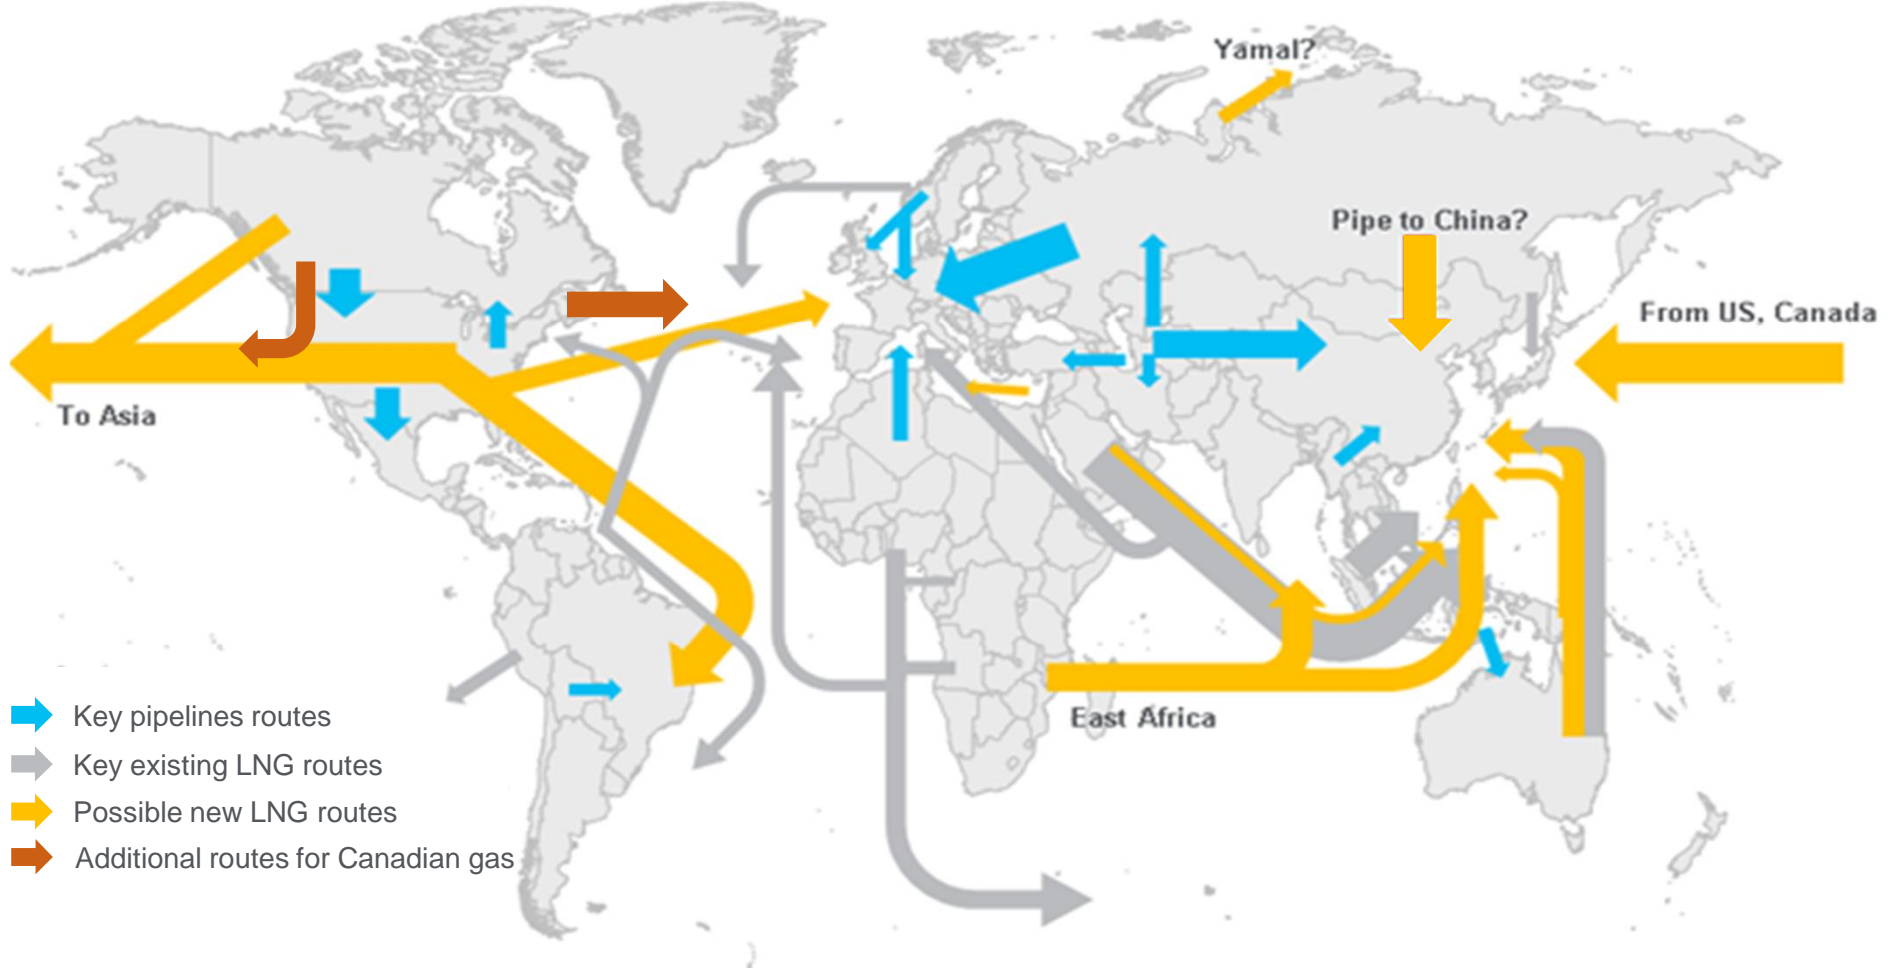 Yamal?
Pipe to China?
From US, Canada
To Asia
East Africa
Key pipelines routes
Key existing LNG routes
Possible new LNG routes
Additional routes for Canadian gas